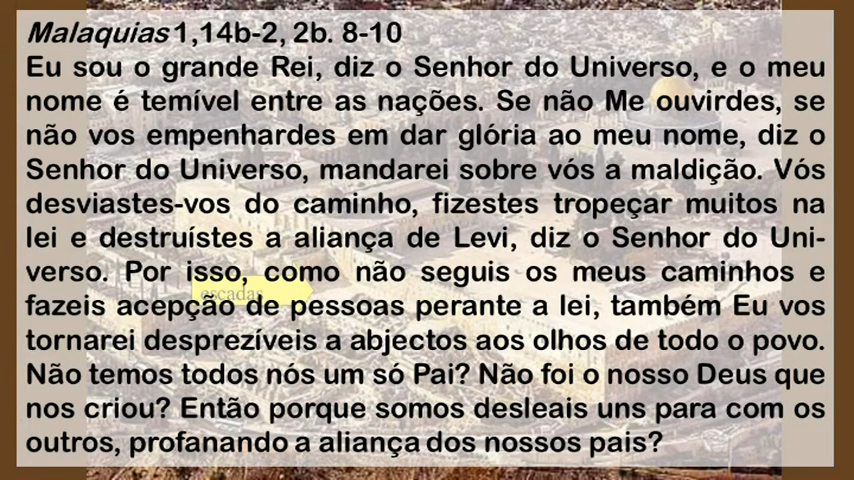 Malaquias 1,14b-2, 2b. 8-10
Eu sou o grande Rei, diz o Senhor do Universo, e o meu
nome é temível entre as nações. Se não Me ouvirdes, se
não vos empenhardes em dar glória ao meu nome, diz o
Senhor do Universo, mandarei sobre vós a maldição. Vós
desviastes-vos do caminho, fizestes tropeçar muitos na
lei e destruístes a aliança de Levi, diz o Senhor do Uni-
verso. Por isso, como não seguis os meus caminhos e
escadas
fazeis acepção de pessoas perante a lei, também Eu vos
tornarei desprezíveis a abjectos aos olhos de todo o povo.
Não temos todos nós um só Pai? Não foi o nosso Deus que
nos criou? Então porque somos desleais uns para com os
outros, profanando a aliança dos nossos pais?